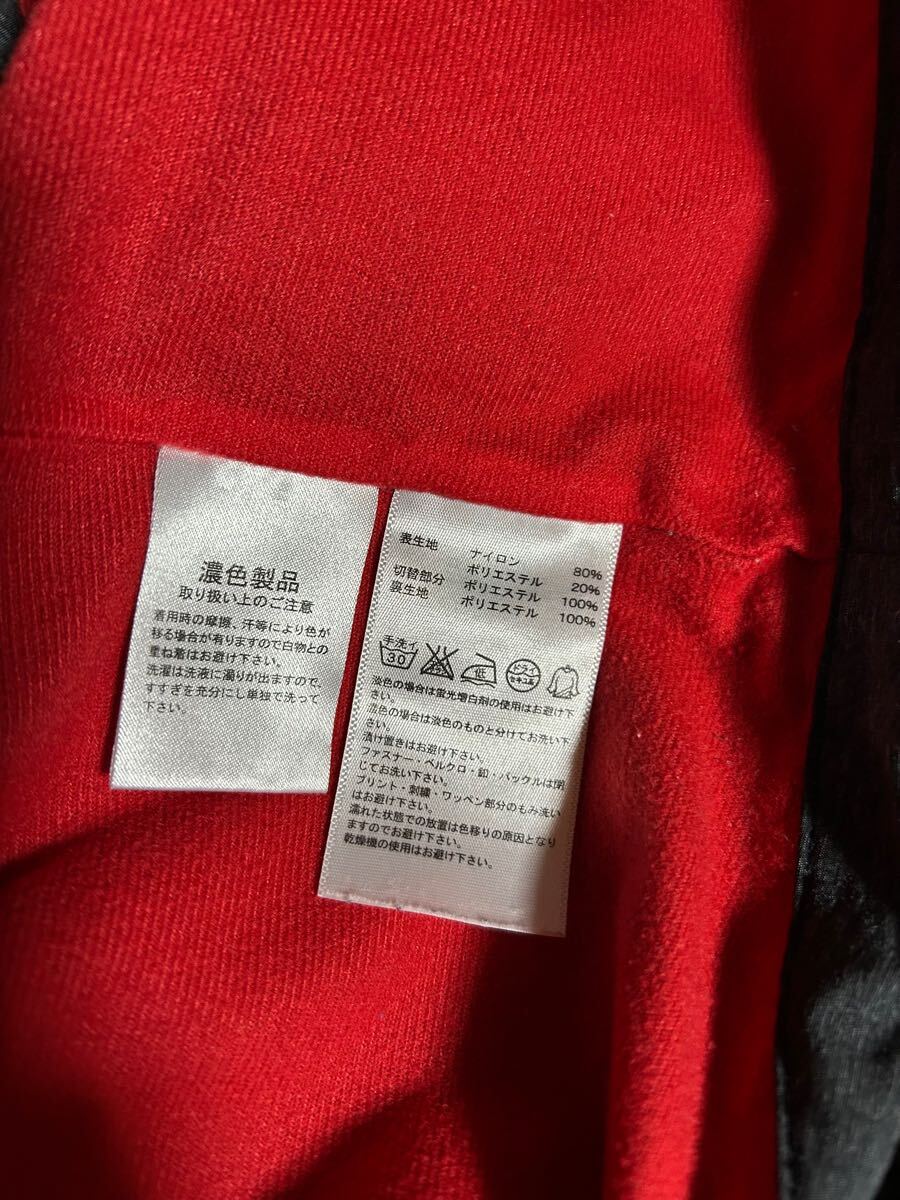 濃色製品
取り扱い上のご注意
着用時の摩擦、汗等により色が
移る場合が有りますので白物との
重ね着はお避け下さい。
洗濯は洗液に濁りが出ますので、
すすぎを充分にし単独で洗って
下さい。
表生地 ナイロン 80%
ポリエステル 20%
切替部分 ポリエステル 100%
裏生地 ポリエステル 100%
手洗イ
30
低
ドライ
セキユ系
淡色の場合は蛍光増白剤の使用はお避け下
さい。
濃色の場合は淡色のものと分けてお洗い下
さい。
漬け置きはお避け下さい。
ファスナー・ベルクロ・釦・バックルは閉
じてお洗い下さい。
プリント・刺繍・ワッペン部分のもみ洗い
はお避け下さい。
濡れた状態での放置は色移りの原因となり
ますのでお避け下さい。
乾燥機の使用はお避け下さい。